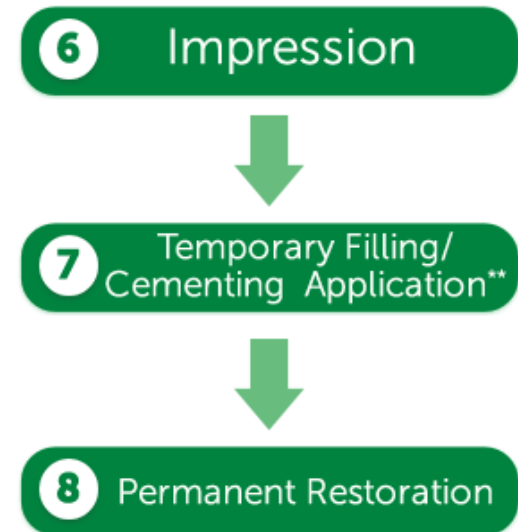 6 Impression
7 Temporary Filling/
Cementing Application**
8 Permanent Restoration